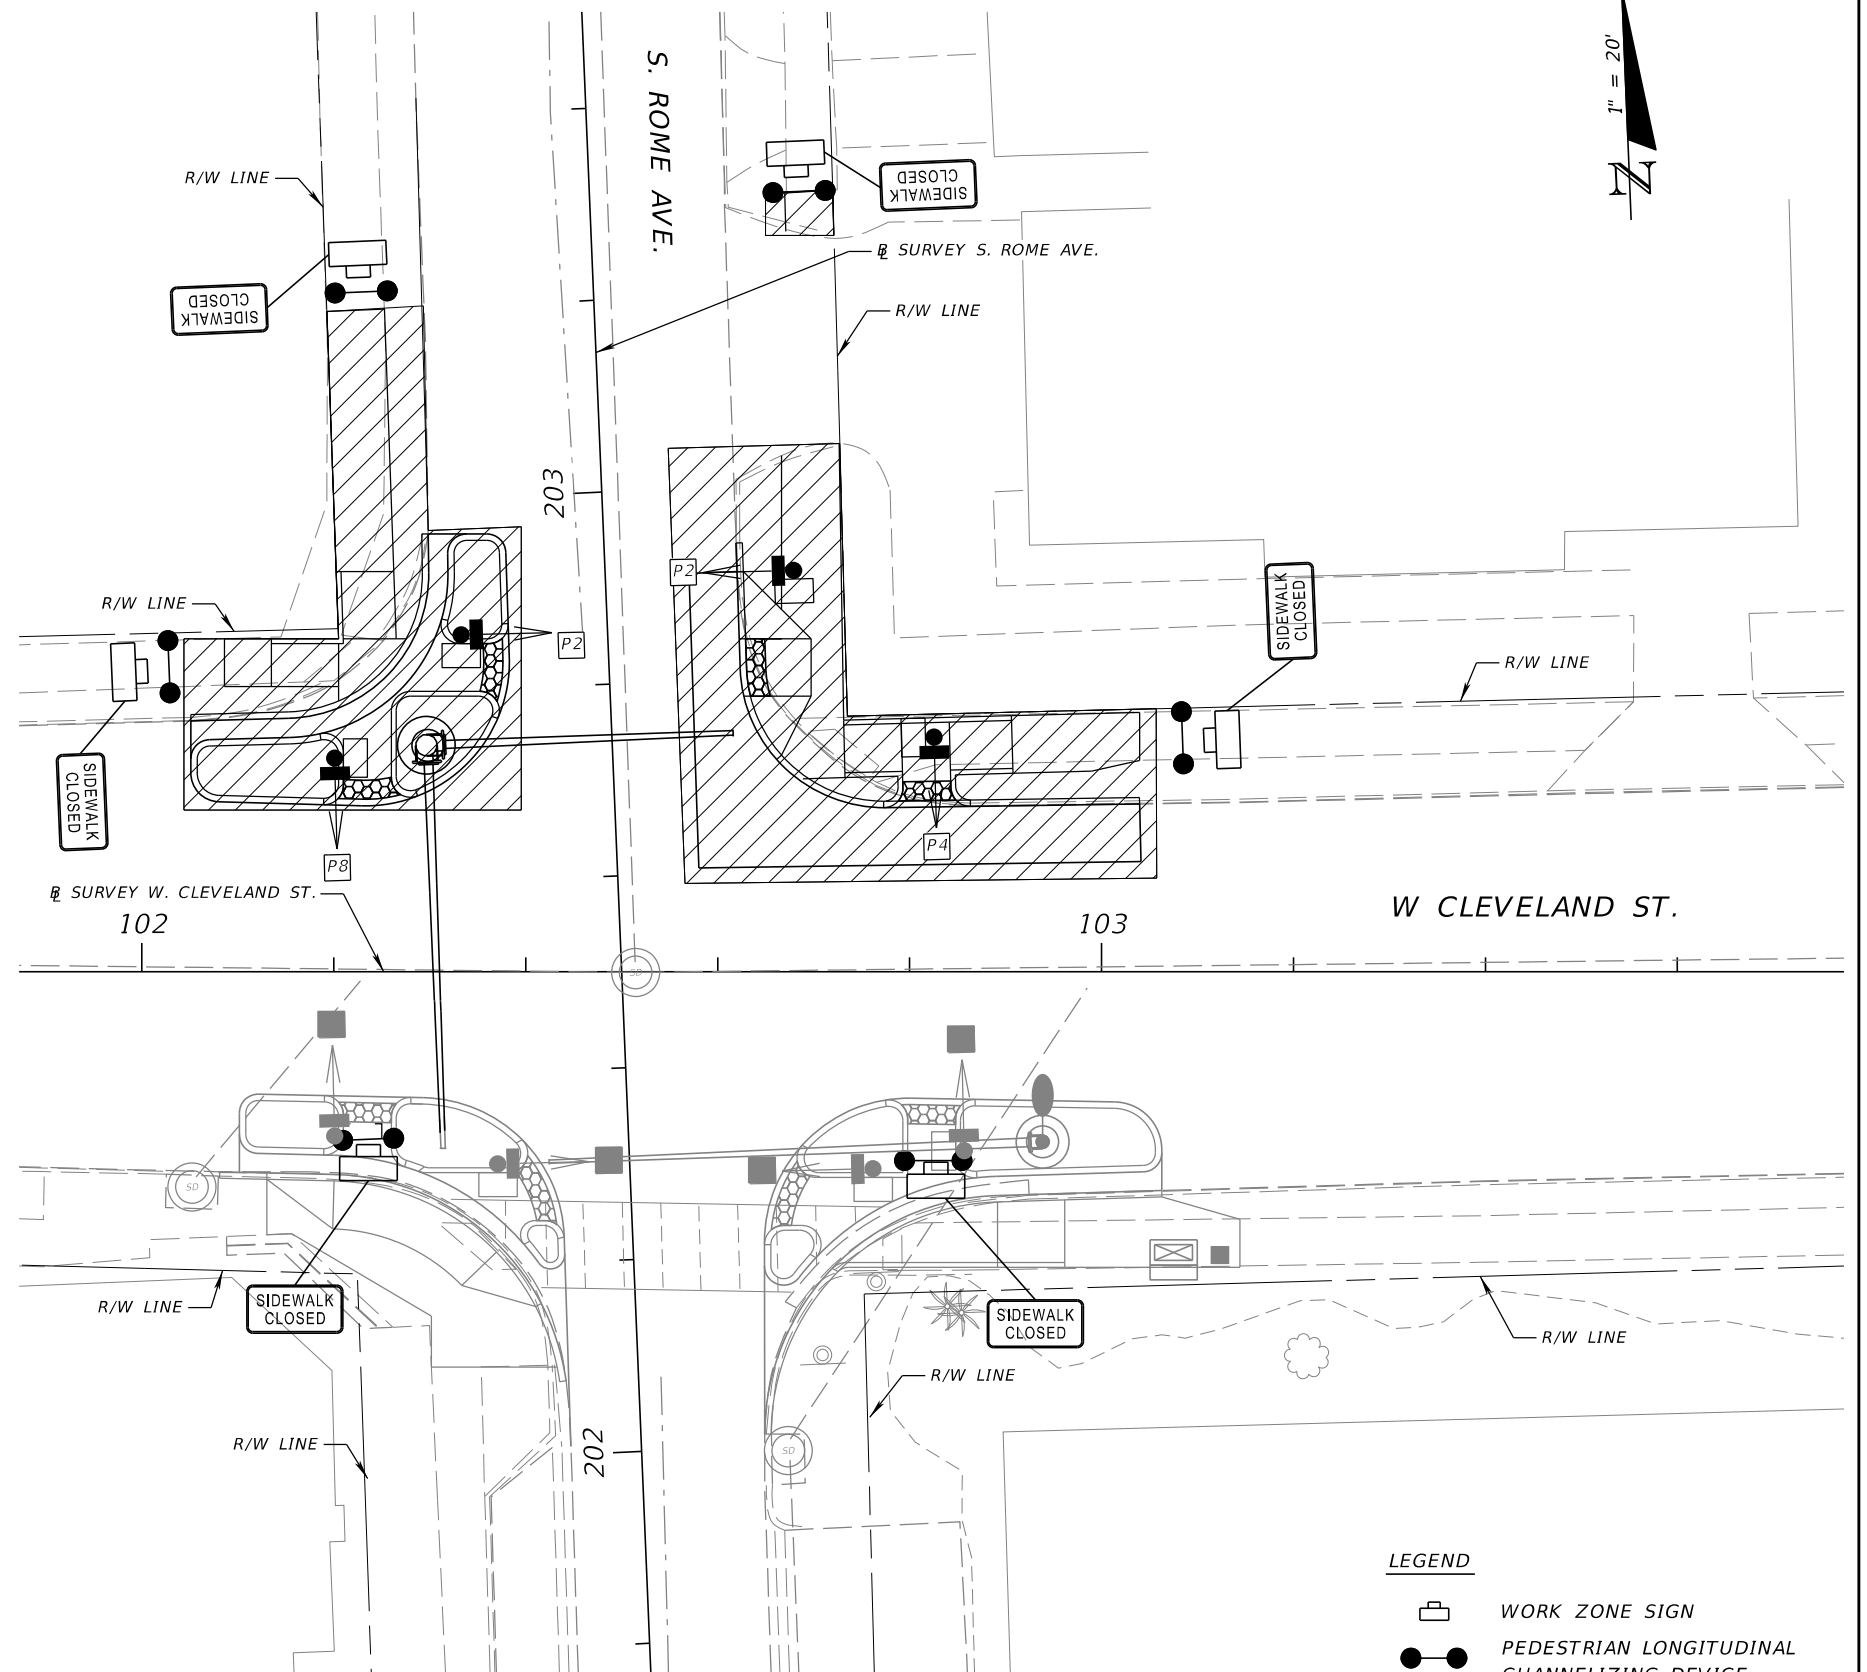 S. ROME AVE.
1" = 20'
N
R/W LINE
SIDEWALK
CLOSED
SIDEWALK
CLOSED
℄ SURVEY S. ROME AVE.
R/W LINE
203
P2
P2
SIDEWALK
CLOSED
R/W LINE
R/W LINE
SIDEWALK
CLOSED
P8
P4
℄ SURVEY W. CLEVELAND ST.
W CLEVELAND ST.
102
103
SD
SD
R/W LINE
SIDEWALK
CLOSED
SIDEWALK
CLOSED
R/W LINE
R/W LINE
R/W LINE
202
SD
LEGEND
WORK ZONE SIGN
PEDESTRIAN LONGITUDINAL
CHANNELIZING DEVICE